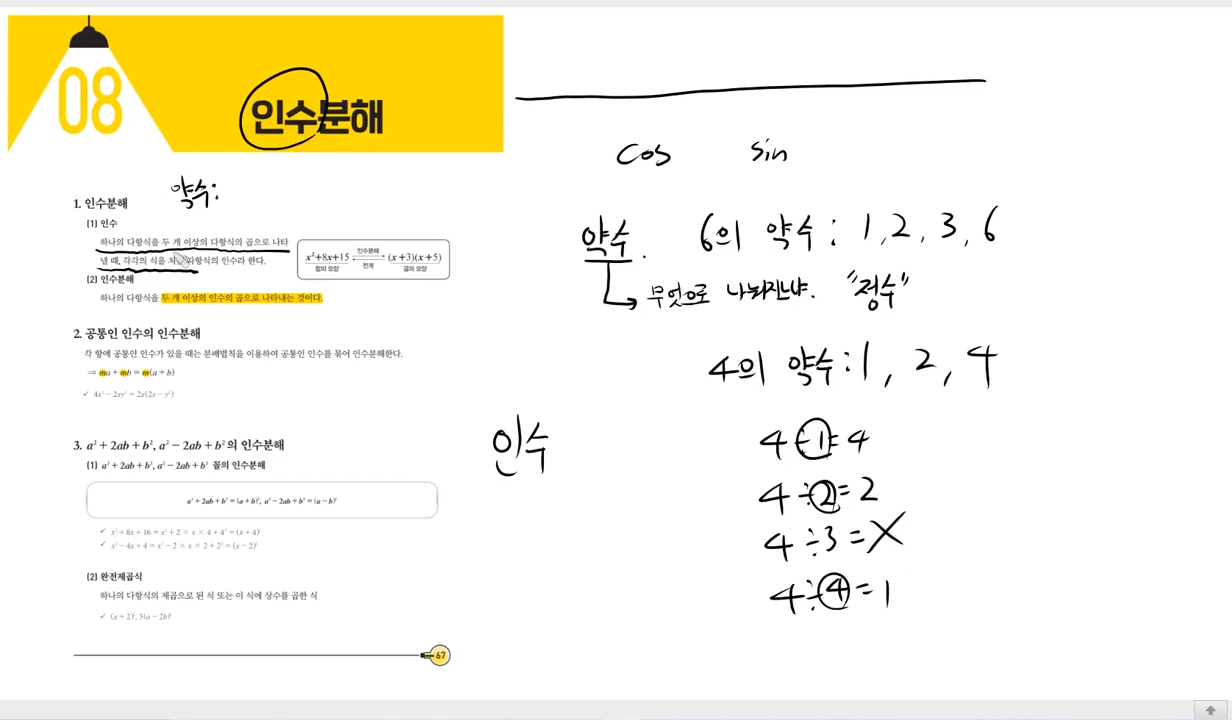 08
인수분해
1. 인수분해
약수:
(1) 인수
하나의 다항식을 두 개 이상의 다항식의 곱으로 나타
낼 때, 각각의 식을 처음 다항식의 인수라 한다.
x²+8x+15 인수분해 전개 (x+3)(x+5)
합의 모양 곱의 모양
(2) 인수분해
하나의 다항식을 두 개 이상의 인수의 곱으로 나타내는 것이다.
2. 공통인 인수의 인수분해
각 항에 공통인 인수가 있을 때는 분배법칙을 이용하여 공통인 인수를 묶어 인수분해한다.
⇒ ma + mb = m(a + b)
✓ 4x² − 2xy² = 2x(2x − y²)
3. a² + 2ab + b², a² − 2ab + b²의 인수분해
(1) a² + 2ab + b², a² − 2ab + b² 꼴의 인수분해
a² + 2ab + b² = (a + b)², a² − 2ab + b² = (a − b)²
✓ x² + 8x + 16 = x² + 2 × x × 4 + 4² = (x + 4)²
✓ x² − 4x + 4 = x² − 2 × x × 2 + 2² = (x − 2)²
(2) 완전제곱식
하나의 다항식의 제곱으로 된 식 또는 이 식에 상수를 곱한 식
✓ (x + 2)², 3(a − 2b)²
67
cos sin
약수. 6의 약수: 1, 2, 3, 6
무엇으로 나눠지냐. "정수"
4의 약수: 1, 2, 4
인수
4 ÷ 1 = 4
4 ÷ 2 = 2
4 ÷ 3 = X
4 ÷ 4 = 1